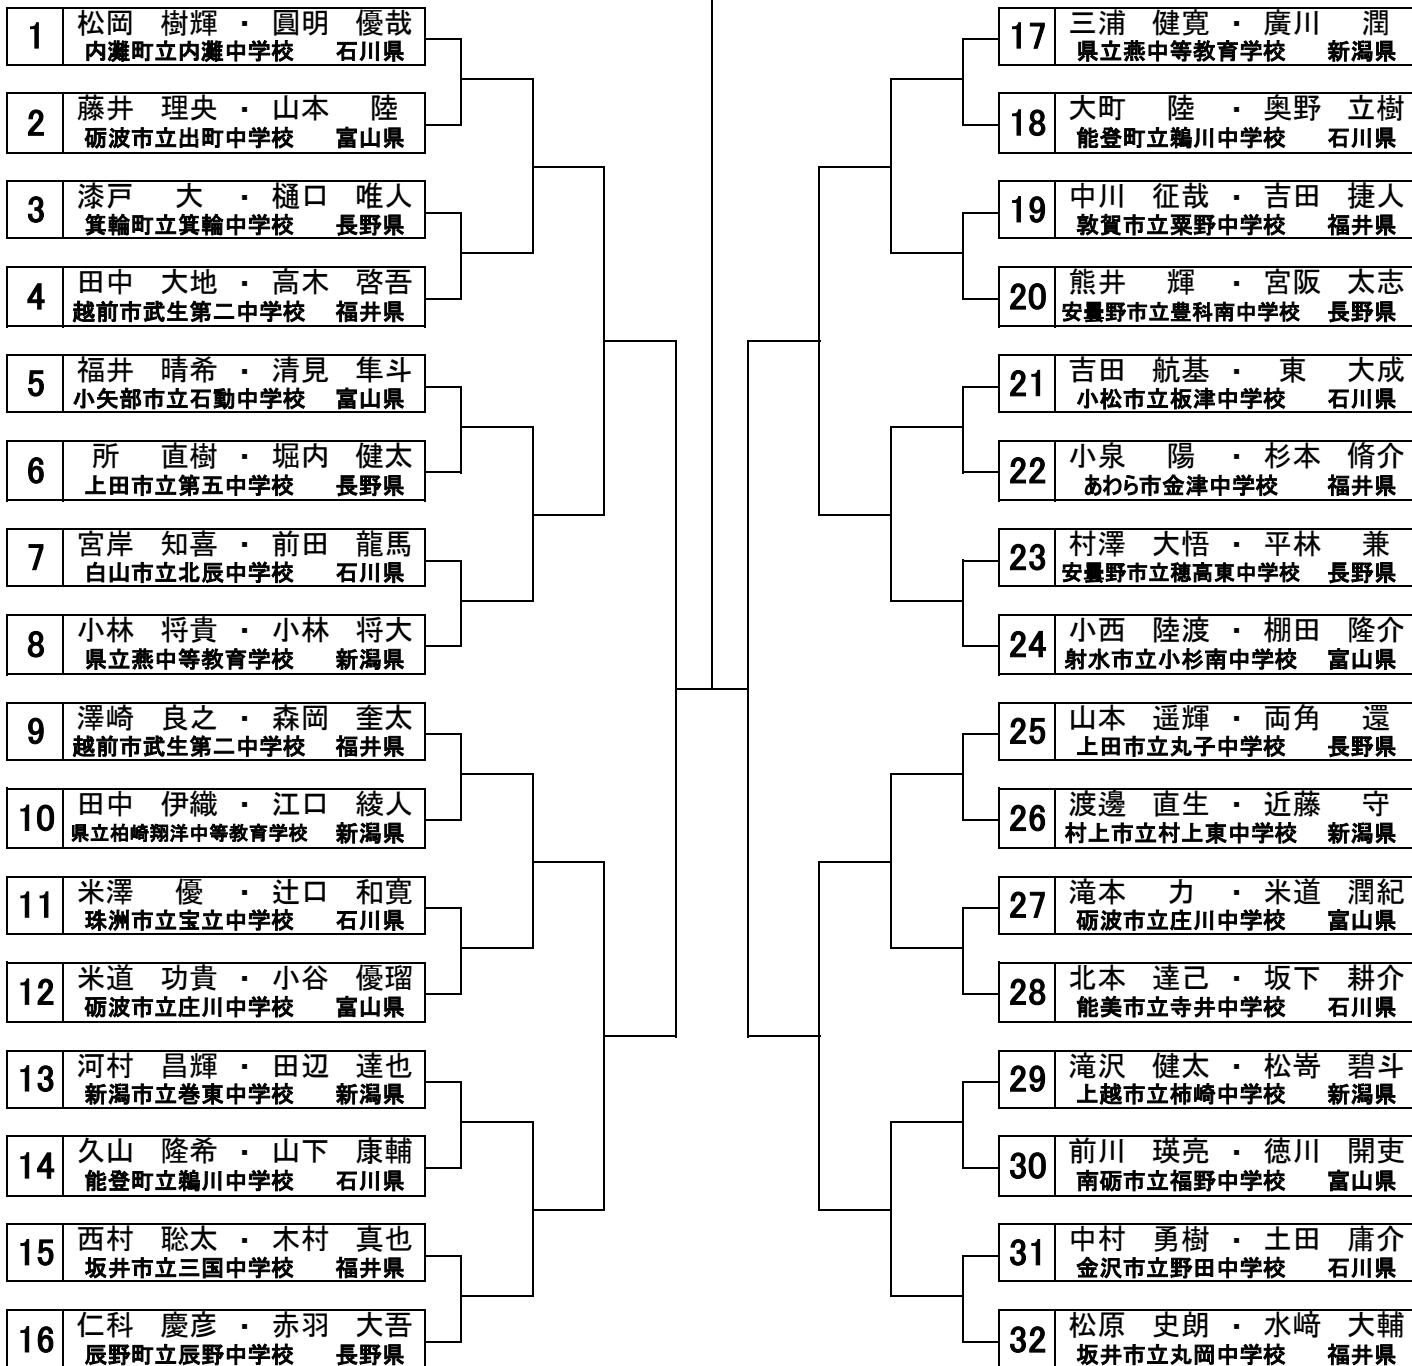 1 松岡 樹輝 ・ 圓明 優哉
内灘町立内灘中学校 石川県
2 藤井 理央 ・ 山本 陸
砺波市立出町中学校 富山県
3 漆戸 大 ・ 樋口 唯人
箕輪町立箕輪中学校 長野県
4 田中 大地 ・ 高木 啓吾
越前市武生第二中学校 福井県
5 福井 晴希 ・ 清見 隼斗
小矢部市立石動中学校 富山県
6 所 直樹 ・ 堀内 健太
上田市立第五中学校 長野県
7 宮岸 知喜 ・ 前田 龍馬
白山市立北辰中学校 石川県
8 小林 将貴 ・ 小林 将大
県立燕中等教育学校 新潟県
9 澤崎 良之 ・ 森岡 奎太
越前市武生第二中学校 福井県
10 田中 伊織 ・ 江口 綾人
県立柏崎翔洋中等教育学校 新潟県
11 米澤 優 ・ 辻口 和寛
珠洲市立宝立中学校 石川県
12 米道 功貴 ・ 小谷 優瑠
砺波市立庄川中学校 富山県
13 河村 昌輝 ・ 田辺 達也
新潟市立巻東中学校 新潟県
14 久山 隆希 ・ 山下 康輔
能登町立鵜川中学校 石川県
15 西村 聡太 ・ 木村 真也
坂井市立三国中学校 福井県
16 仁科 慶彦 ・ 赤羽 大吾
辰野町立辰野中学校 長野県
17 三浦 健寛 ・ 廣川 潤
県立燕中等教育学校 新潟県
18 大町 陸 ・ 奥野 立樹
能登町立鵜川中学校 石川県
19 中川 征哉 ・ 吉田 捷人
敦賀市立粟野中学校 福井県
20 熊井 輝 ・ 宮阪 太志
安曇野市立豊科南中学校 長野県
21 吉田 航基 ・ 東 大成
小松市立板津中学校 石川県
22 小泉 陽 ・ 杉本 脩介
あわら市金津中学校 福井県
23 村澤 大悟 ・ 平林 兼
安曇野市立穂高東中学校 長野県
24 小西 陸渡 ・ 棚田 隆介
射水市立小杉南中学校 富山県
25 山本 遥輝 ・ 両角 還
上田市立丸子中学校 長野県
26 渡邊 直生 ・ 近藤 守
村上市立村上東中学校 新潟県
27 滝本 力 ・ 米道 潤紀
砺波市立庄川中学校 富山県
28 北本 達己 ・ 坂下 耕介
能美市立寺井中学校 石川県
29 滝沢 健太 ・ 松嵜 碧斗
上越市立柿崎中学校 新潟県
30 前川 瑛亮 ・ 徳川 開吏
南砺市立福野中学校 富山県
31 中村 勇樹 ・ 土田 庸介
金沢市立野田中学校 石川県
32 松原 史朗 ・ 水﨑 大輔
坂井市立丸岡中学校 福井県